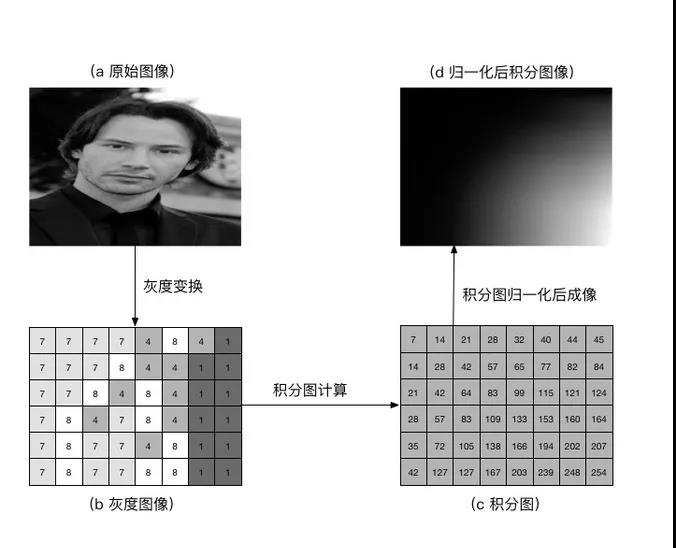 (a 原始图像)
(d 归一化后积分图像)
灰度变换
积分图归一化后成像
7 7 7 7 4 8 4 1
7 7 7 8 4 4 1 1
7 7 8 4 8 4 1 1
7 8 4 7 8 4 1 1
7 8 7 7 4 8 1 1
7 8 7 7 8 8 1 1
积分图计算
7 14 21 28 32 40 44 45
14 28 42 57 65 77 82 84
21 42 64 83 99 115 121 124
28 57 83 109 133 153 160 164
35 72 105 138 166 194 202 207
42 127 127 167 203 239 248 254
(b 灰度图像)
(c 积分图)